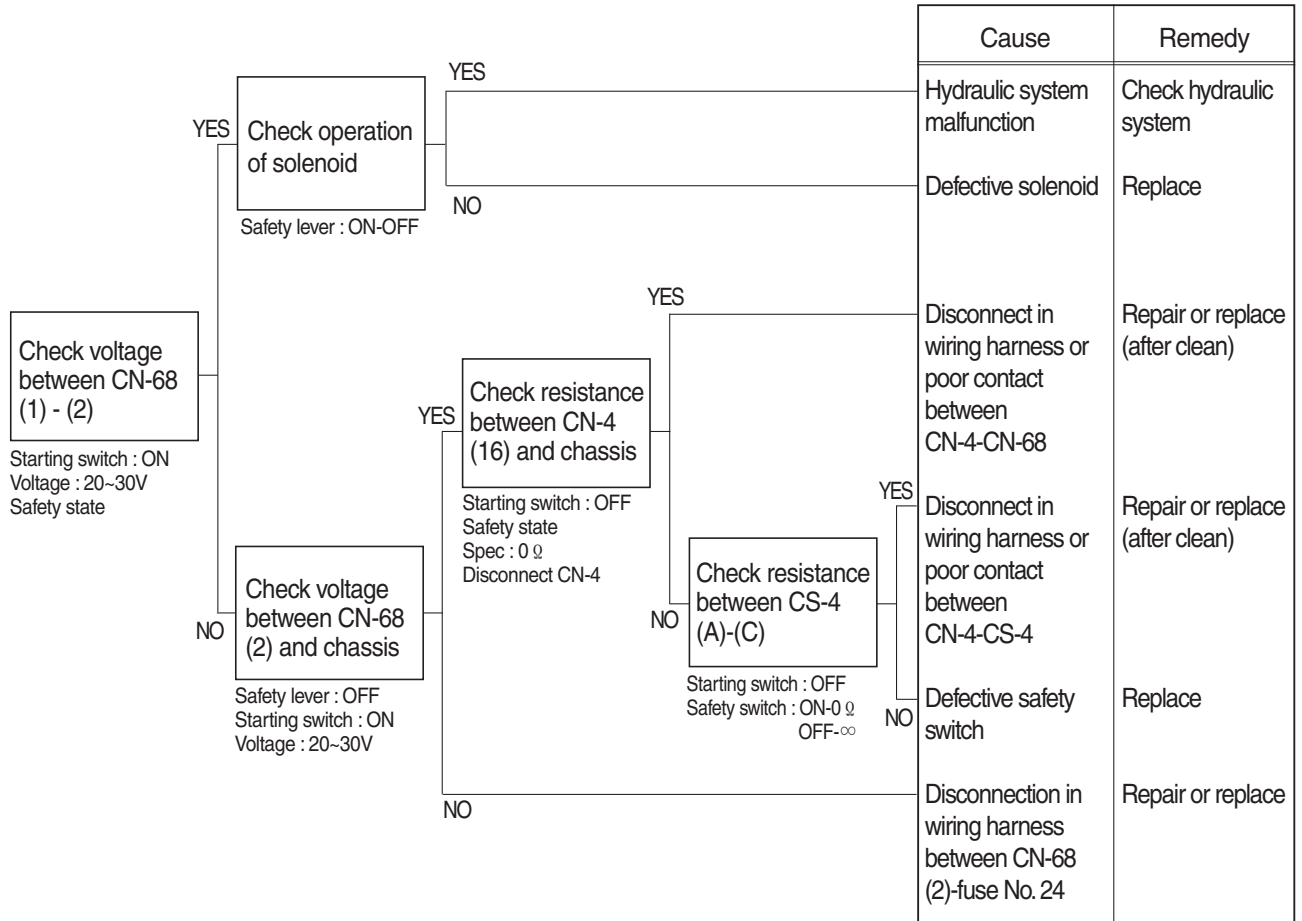 Cause
Remedy
YES
Hydraulic system
malfunction
Check hydraulic
system
YES
Check operation
of solenoid
Defective solenoid
Replace
NO
Safety lever : ON-OFF
YES
Disconnect in
wiring harness or
poor contact
between
CN-4-CN-68
Repair or replace
(after clean)
Check voltage
between CN-68
(1) - (2)
Starting switch : ON
Voltage : 20~30V
Safety state
YES
Check resistance
between CN-4
(16) and chassis
Starting switch : OFF
Safety state
Spec : 0 Ω
Disconnect CN-4
YES
Disconnect in
wiring harness or
poor contact
between
CN-4-CS-4
Repair or replace
(after clean)
NO
Check voltage
between CN-68
(2) and chassis
Safety lever : OFF
Starting switch : ON
Voltage : 20~30V
NO
Check resistance
between CS-4
(A)-(C)
Starting switch : OFF
Safety switch : ON-0 Ω
OFF-∞
NO
Defective safety
switch
Replace
NO
Disconnection in
wiring harness
between CN-68
(2)-fuse No. 24
Repair or replace